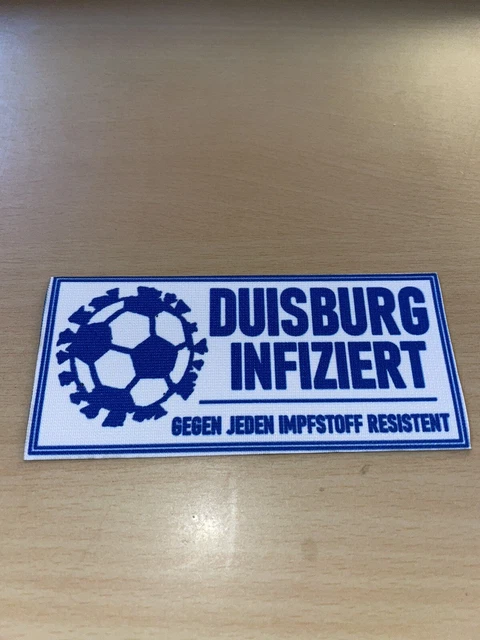 DUISBURG
INFIZIERT
GEGEN JEDEN IMPFSTOFF RESISTENT